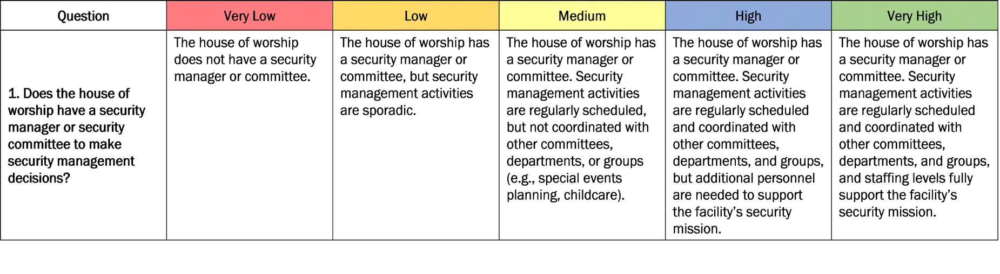 Question
Very Low
Low
Medium
High
Very High
1. Does the house of
worship have a security
manager or security
committee to make
security management
decisions?
The house of worship
does not have a security
manager or committee.
The house of worship has
a security manager or
committee, but security
management activities
are sporadic.
The house of worship has
a security manager or
committee. Security
management activities
are regularly scheduled,
but not coordinated with
other committees,
departments, or groups
(e.g., special events
planning, childcare).
The house of worship has
a security manager or
committee. Security
management activities
are regularly scheduled
and coordinated with
other committees,
departments, and groups,
but additional personnel
are needed to support
the facility’s security
mission.
The house of worship has
a security manager or
committee. Security
management activities
are regularly scheduled
and coordinated with
other committees,
departments, and groups,
and staffing levels fully
support the facility’s
security mission.